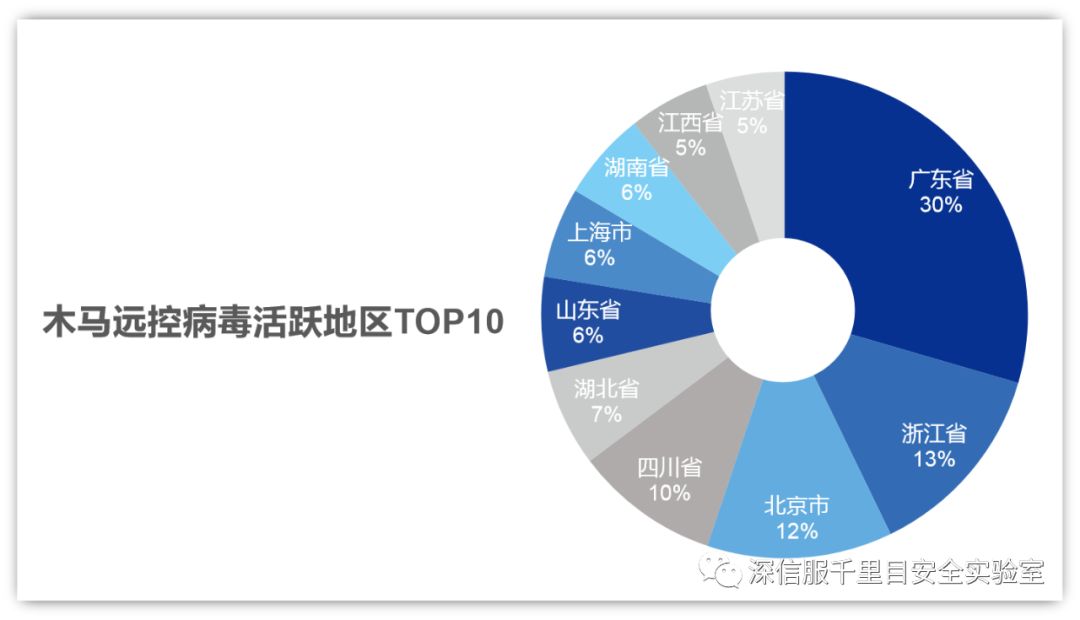 木马远控病毒活跃地区TOP10
江苏省
5%
广东省
30%
浙江省
13%
北京市
12%
四川省
10%
湖北省
7%
山东省
6%
上海市
6%
湖南省
6%
江西省
5%
深信服千里目安全实验室